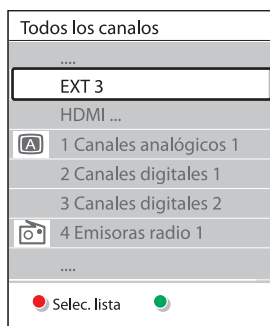 Todos los canales
....
EXT 3
HDMI ...
A 1 Canales analógicos 1
2 Canales digitales 1
3 Canales digitales 2
4 Emisoras radio 1
....
Selec. lista